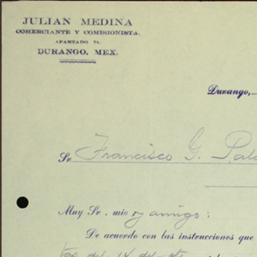 JULIAN MEDINA
COMERCIANTE Y COMISIONISTA.
APARTADO 71.
DURANGO, MEX.
Durango,
Sr Francisco G.
Muy Sr. mio y amigo:
De acuerdo con las instrucciones que